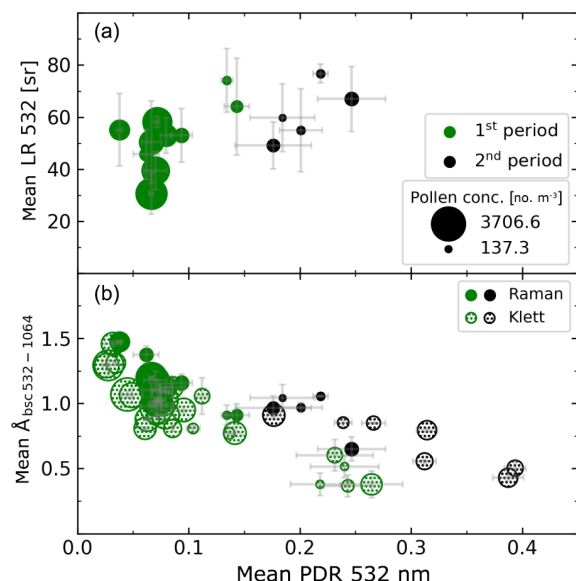 (a)
Mean LR 532 [sr]
80
60
40
20
1st period
2nd period
Pollen conc. [no. m⁻³]
3706.6
137.3
(b)
Mean Åbsc532−1064
1.5
1.0
0.5
Raman
Klett
0.0 0.1 0.2 0.3 0.4
Mean PDR 532 nm